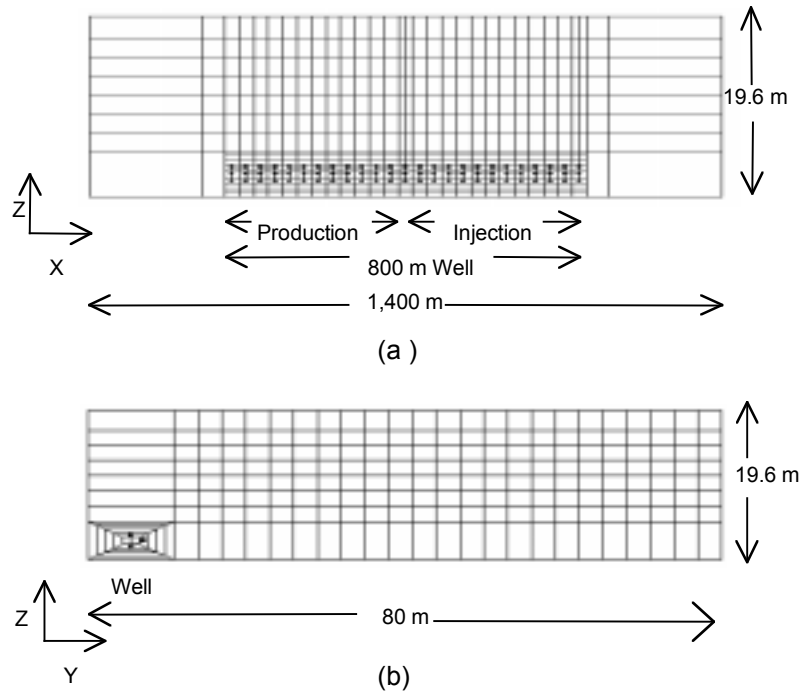 19.6 m
Z
X
Production
Injection
800 m Well
1,400 m
(a )
19.6 m
Well
Z
Y
80 m
(b)